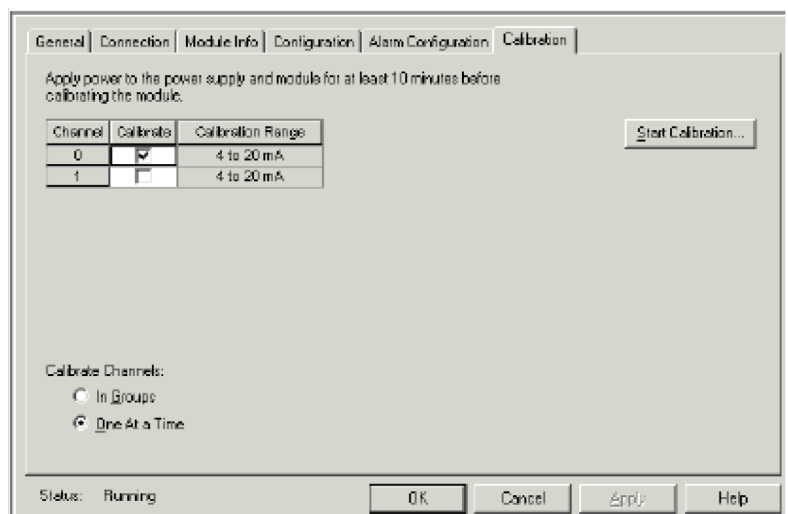 General Connection Module Info Configuration Alarm Configuration Calibration
Apply power to the power supply and module for at least 10 minutes before
calibrating the module.
Channel Calibrate Calibration Range
Start Calibration...
0 4 to 20 mA
1 4 to 20 mA
Calibrate Channels:
In Groups
One At a Time
Status: Running OK Cancel Apply Help